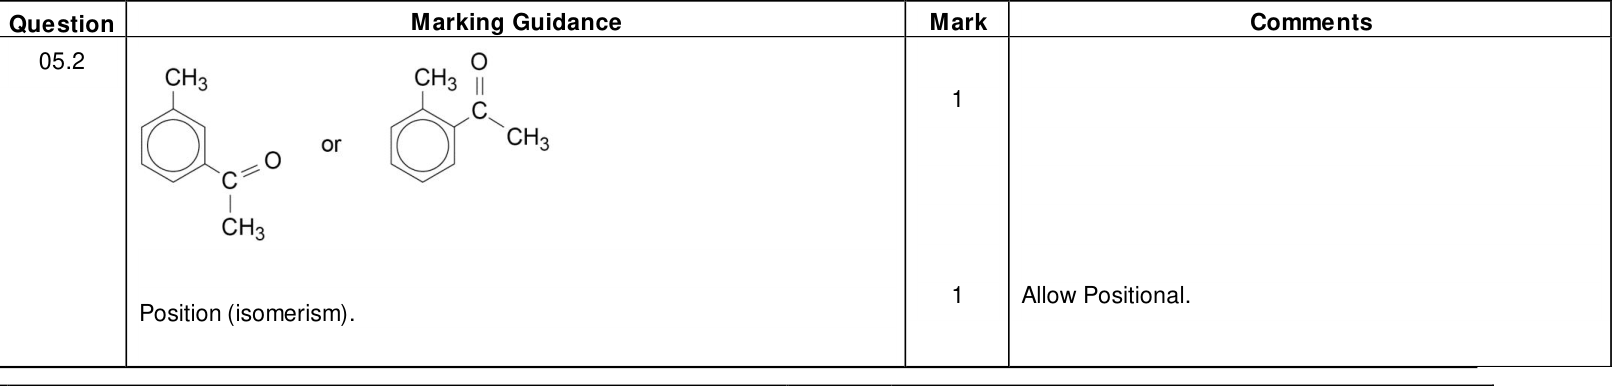 Question Marking Guidance Mark Comments
05.2
CH3
O
C
CH3
or
CH3
O
C
CH3
1
Position (isomerism).
1
Allow Positional.